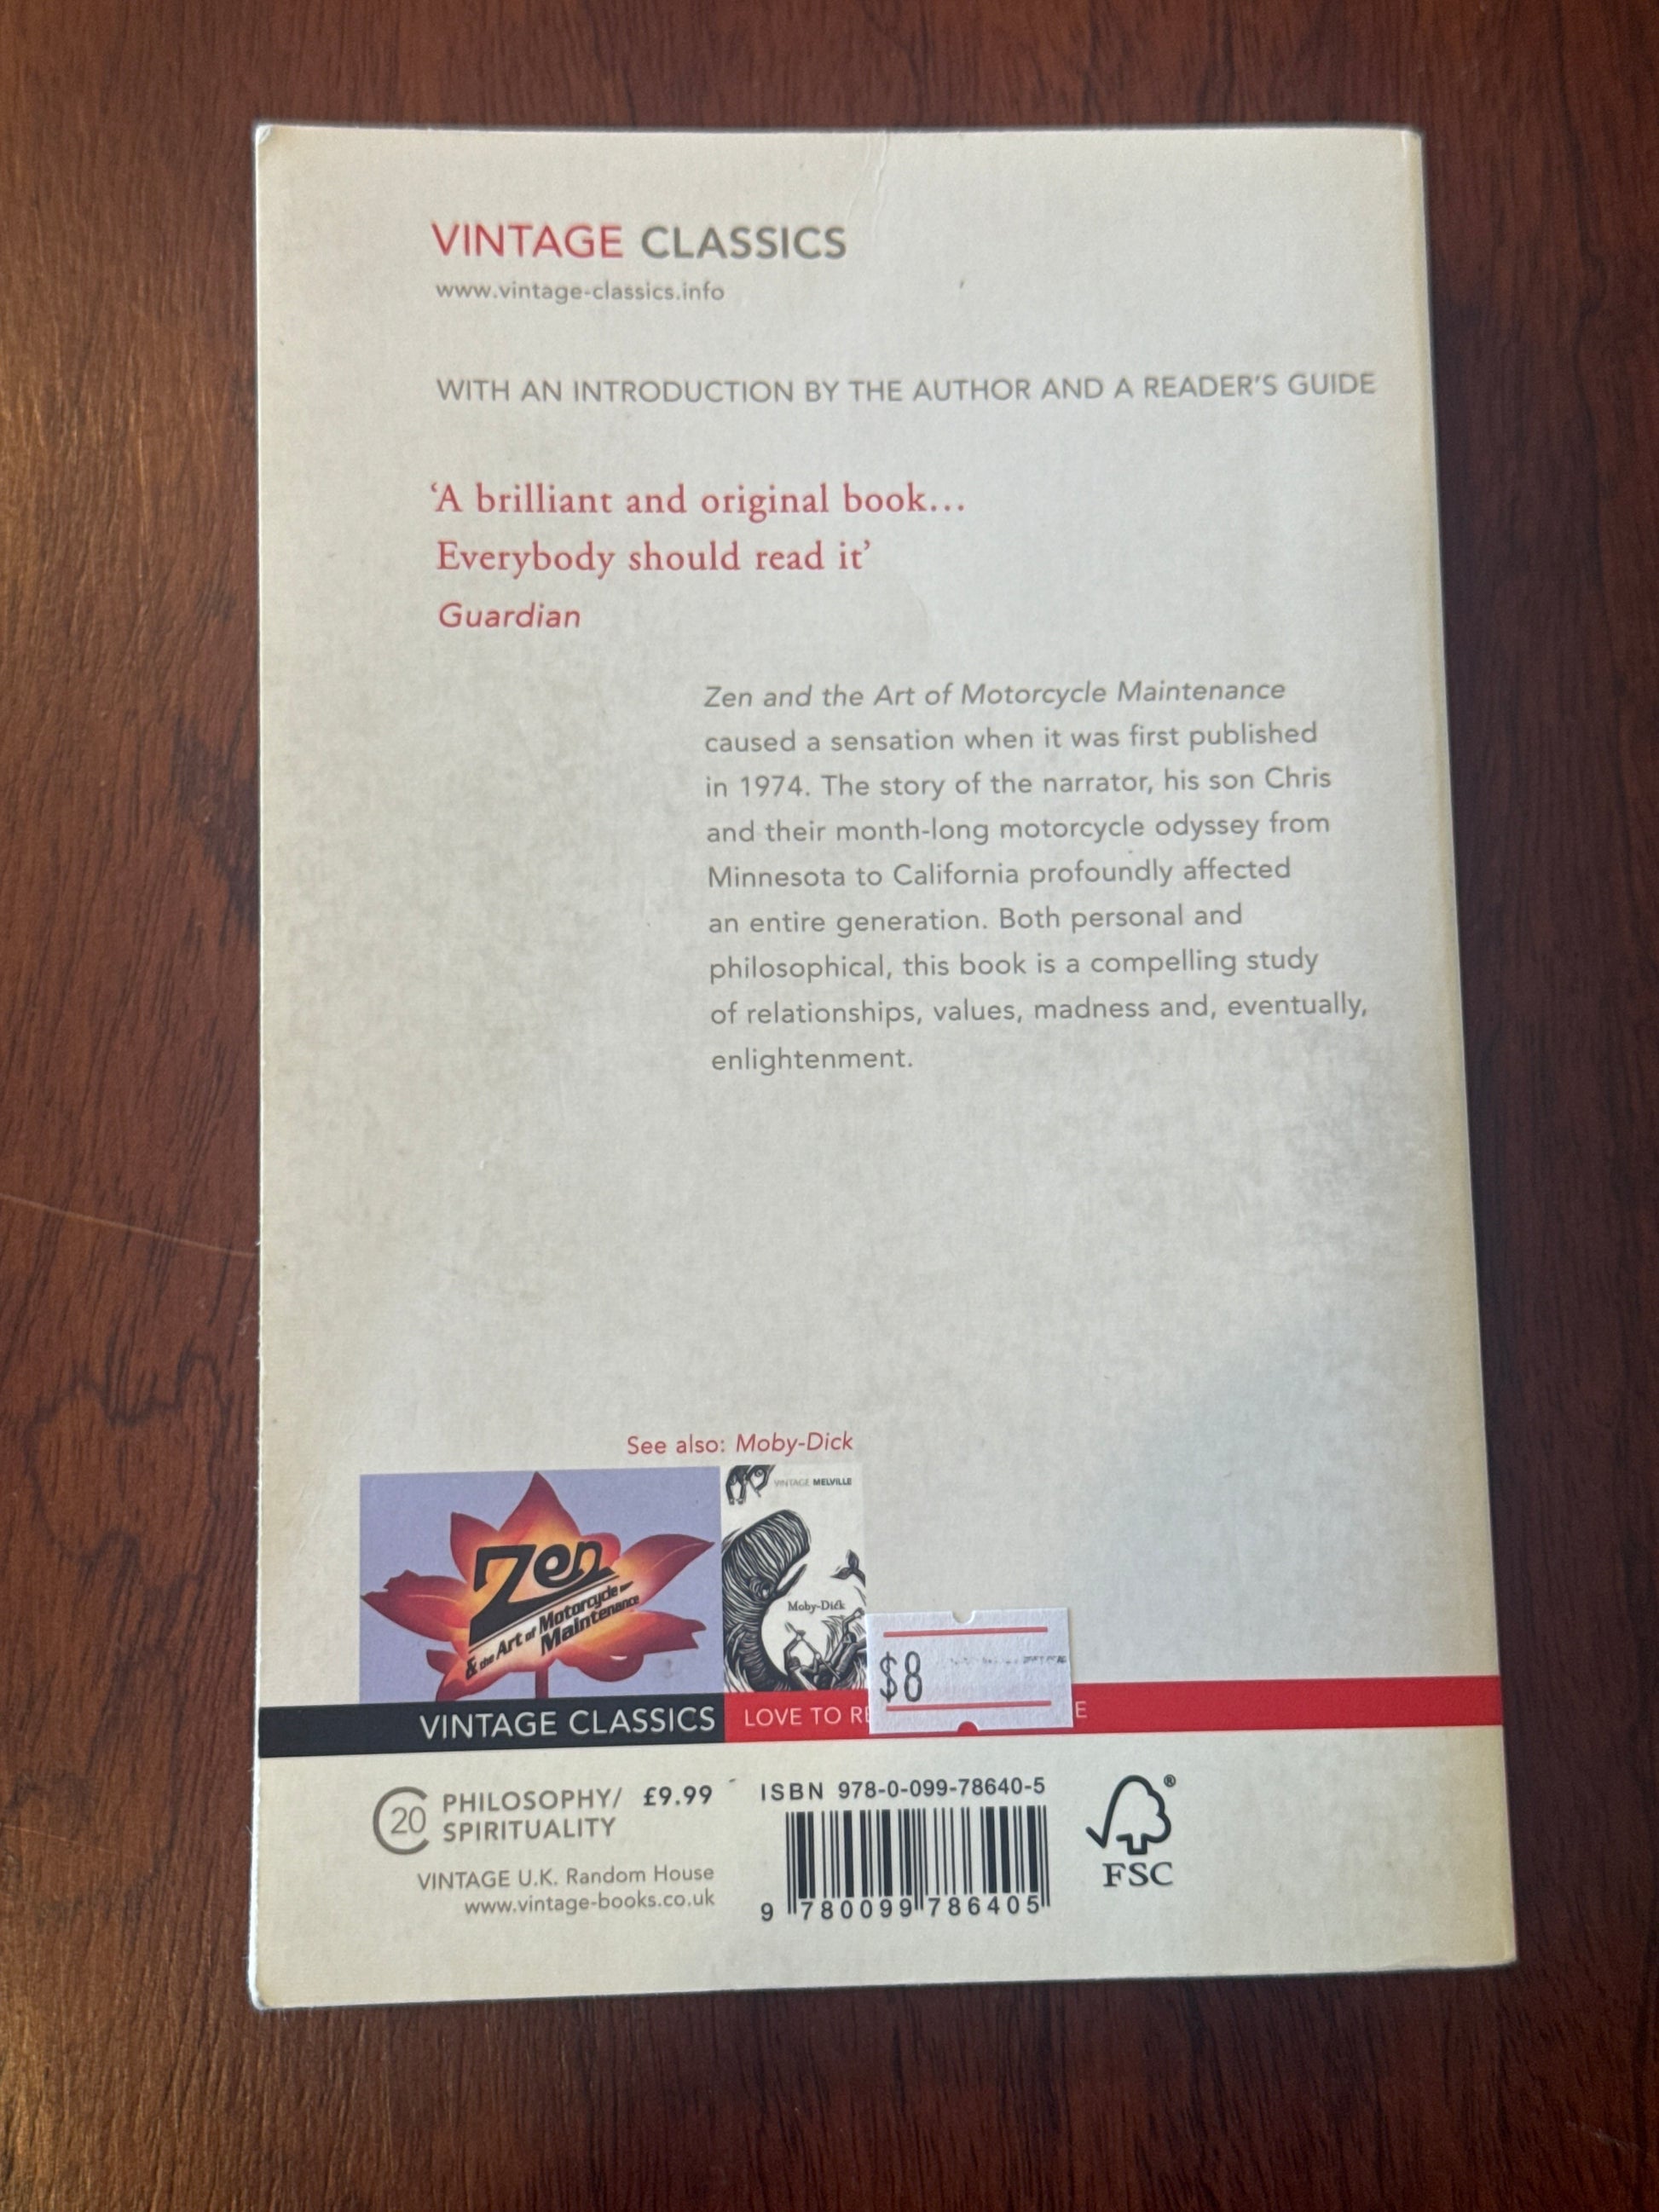 VINTAGE CLASSICS
www.vintage-classics.info
WITH AN INTRODUCTION BY THE AUTHOR AND A READER'S GUIDE
‘A brilliant and original book...
Everybody should read it’
Guardian
Zen and the Art of Motorcycle Maintenance
caused a sensation when it was first published
in 1974. The story of the narrator, his son Chris
and their month-long motorcycle odyssey from
Minnesota to California profoundly affected
an entire generation. Both personal and
philosophical, this book is a compelling study
of relationships, values, madness and, eventually,
enlightenment.
See also: Moby-Dick
Zen
& the Art of Motorcycle
Maintenance
VINTAGE MELVILLE
Moby-Dick
$8
VINTAGE CLASSICS
LOVE TO
C20
PHILOSOPHY/
SPIRITUALITY
£9.99
VINTAGE U.K. Random House
www.vintage-books.co.uk
ISBN 978-0-099-78640-5
9 780099 786405
FSC